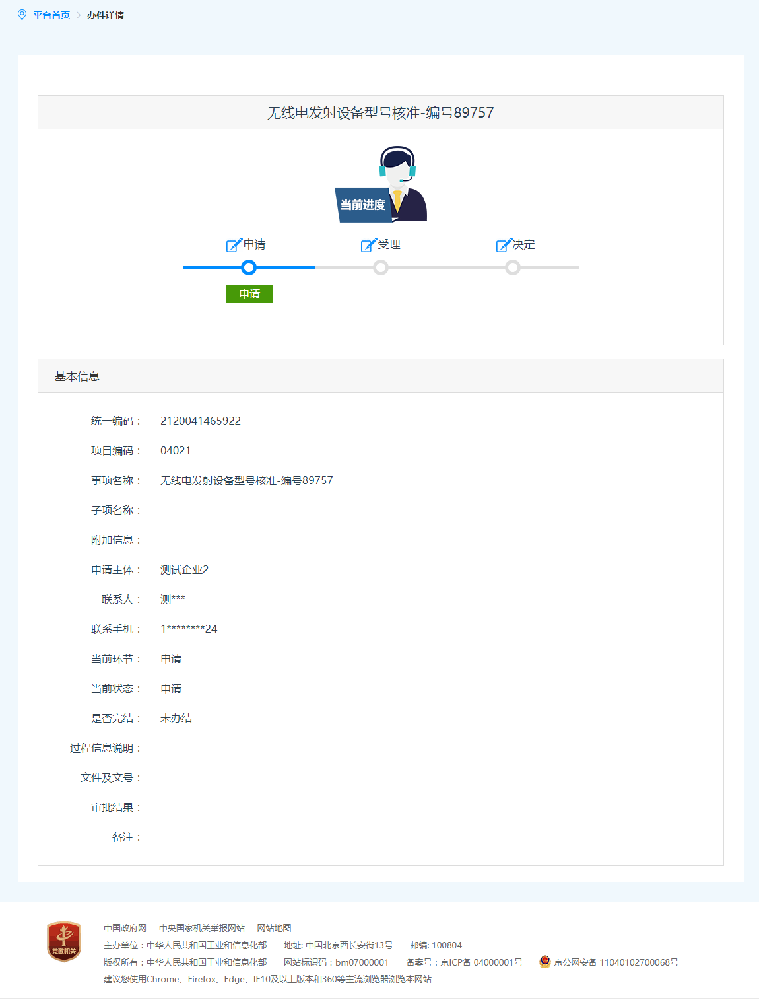 平台首页 > 办件详情
无线电发射设备型号核准-编号89757
当前进度
申请 受理 决定
申请
基本信息
统一编码： 2120041465922
项目编码： 04021
事项名称： 无线电发射设备型号核准-编号89757
子项名称：
附加信息：
申请主体： 测试企业2
联系人： 测***
联系手机： 1********24
当前环节： 申请
当前状态： 申请
是否完结： 未办结
过程信息说明：
文件及文号：
审批结果：
备注：
党政机关
中国政府网 中央国家机关举报网站 网站地图
主办单位：中华人民共和国工业和信息化部 地址: 中国北京西长安街13号 邮编: 100804
版权所有：中华人民共和国工业和信息化部 网站标识码：bm07000001 备案号：京ICP备 04000001号 京公网安备 11040102700068号
建议您使用Chrome、Firefox、Edge、IE10及以上版本和360等主流浏览器浏览本网站